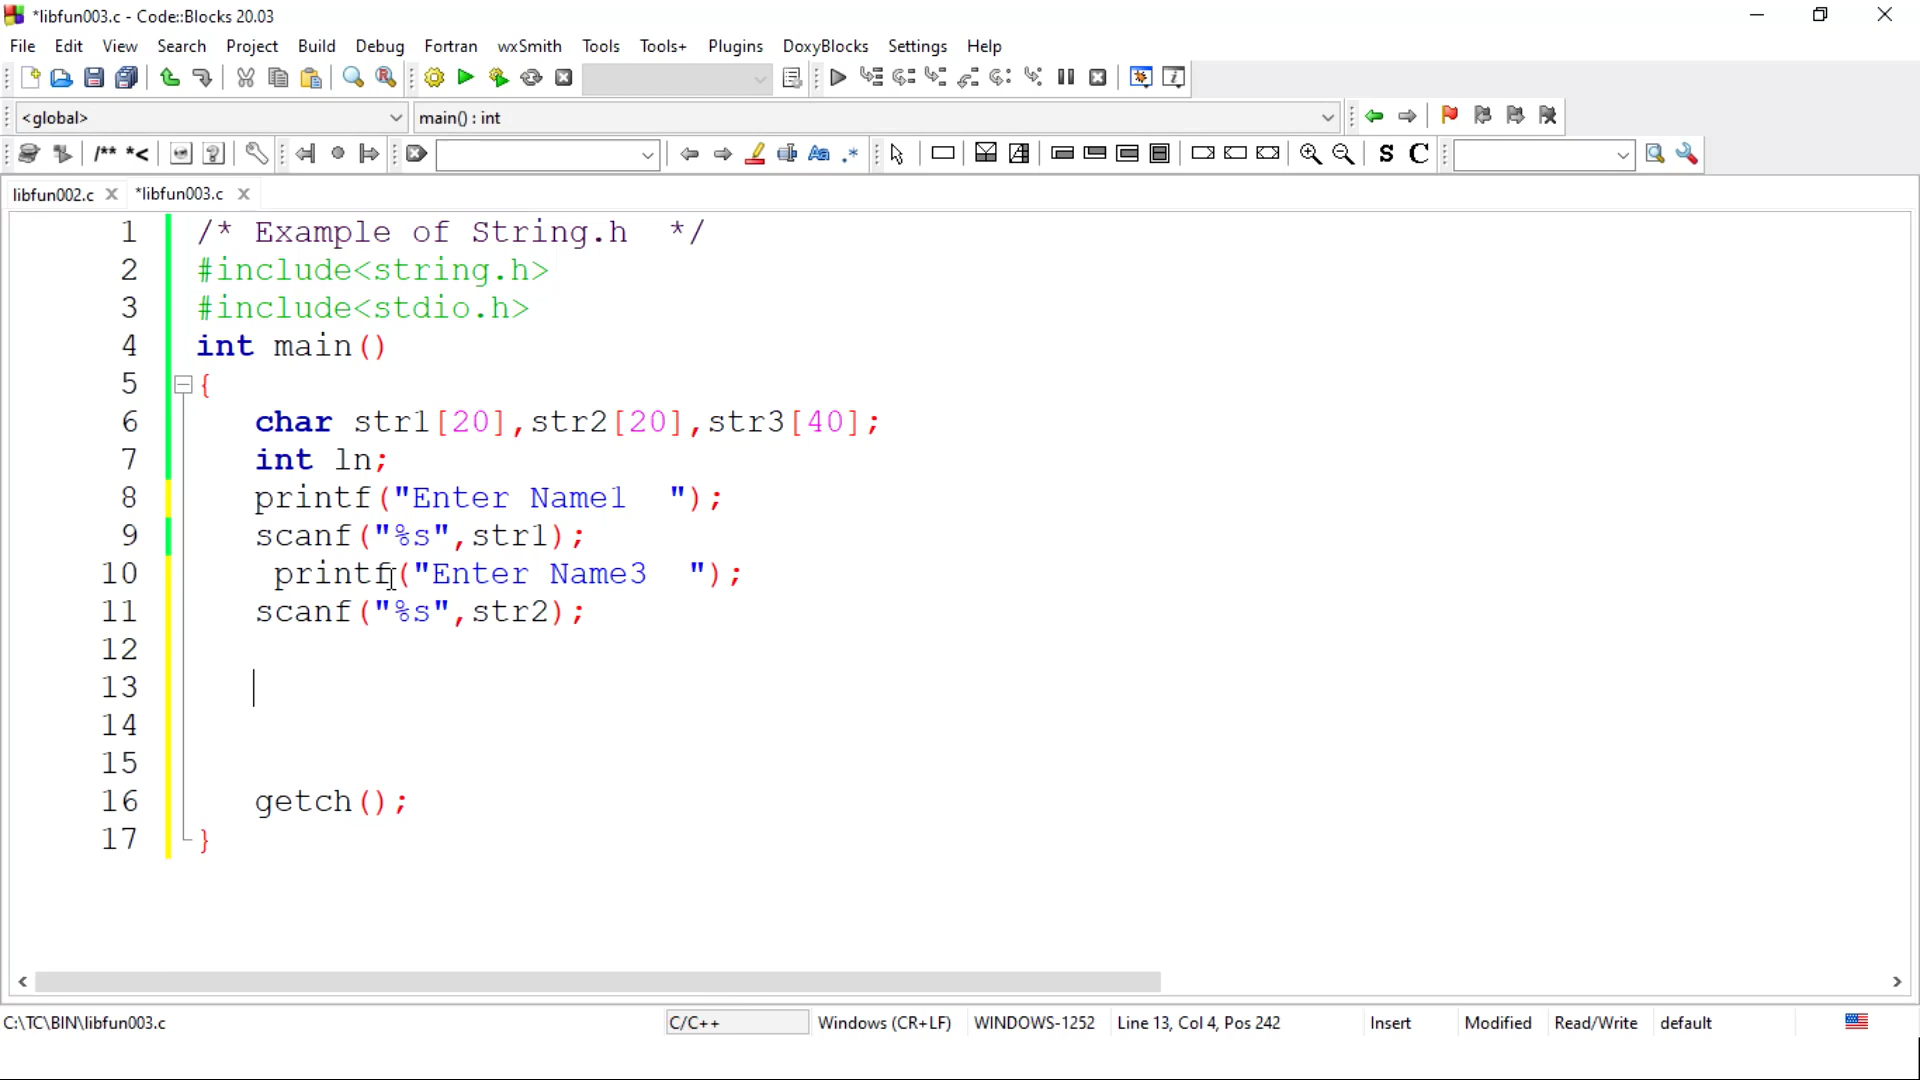 *libfun003.c - Code::Blocks 20.03
File Edit View Search Project Build Debug Fortran wxSmith Tools Tools+ Plugins DoxyBlocks Settings Help
<global> main() : int
/** *< Aa .* S C
libfun002.c *libfun003.c
1 /* Example of String.h  */
2 #include<string.h>
3 #include<stdio.h>
4 int main()
5 {
6    char str1[20],str2[20],str3[40];
7    int ln;
8    printf("Enter Name1  ");
9    scanf("%s",str1);
10     printf("Enter Name3  ");
11    scanf("%s",str2);
12
13
14
15
16    getch();
17 }
C:\TC\BIN\libfun003.c C/C++ Windows (CR+LF) WINDOWS-1252 Line 13, Col 4, Pos 242 Insert Modified Read/Write default